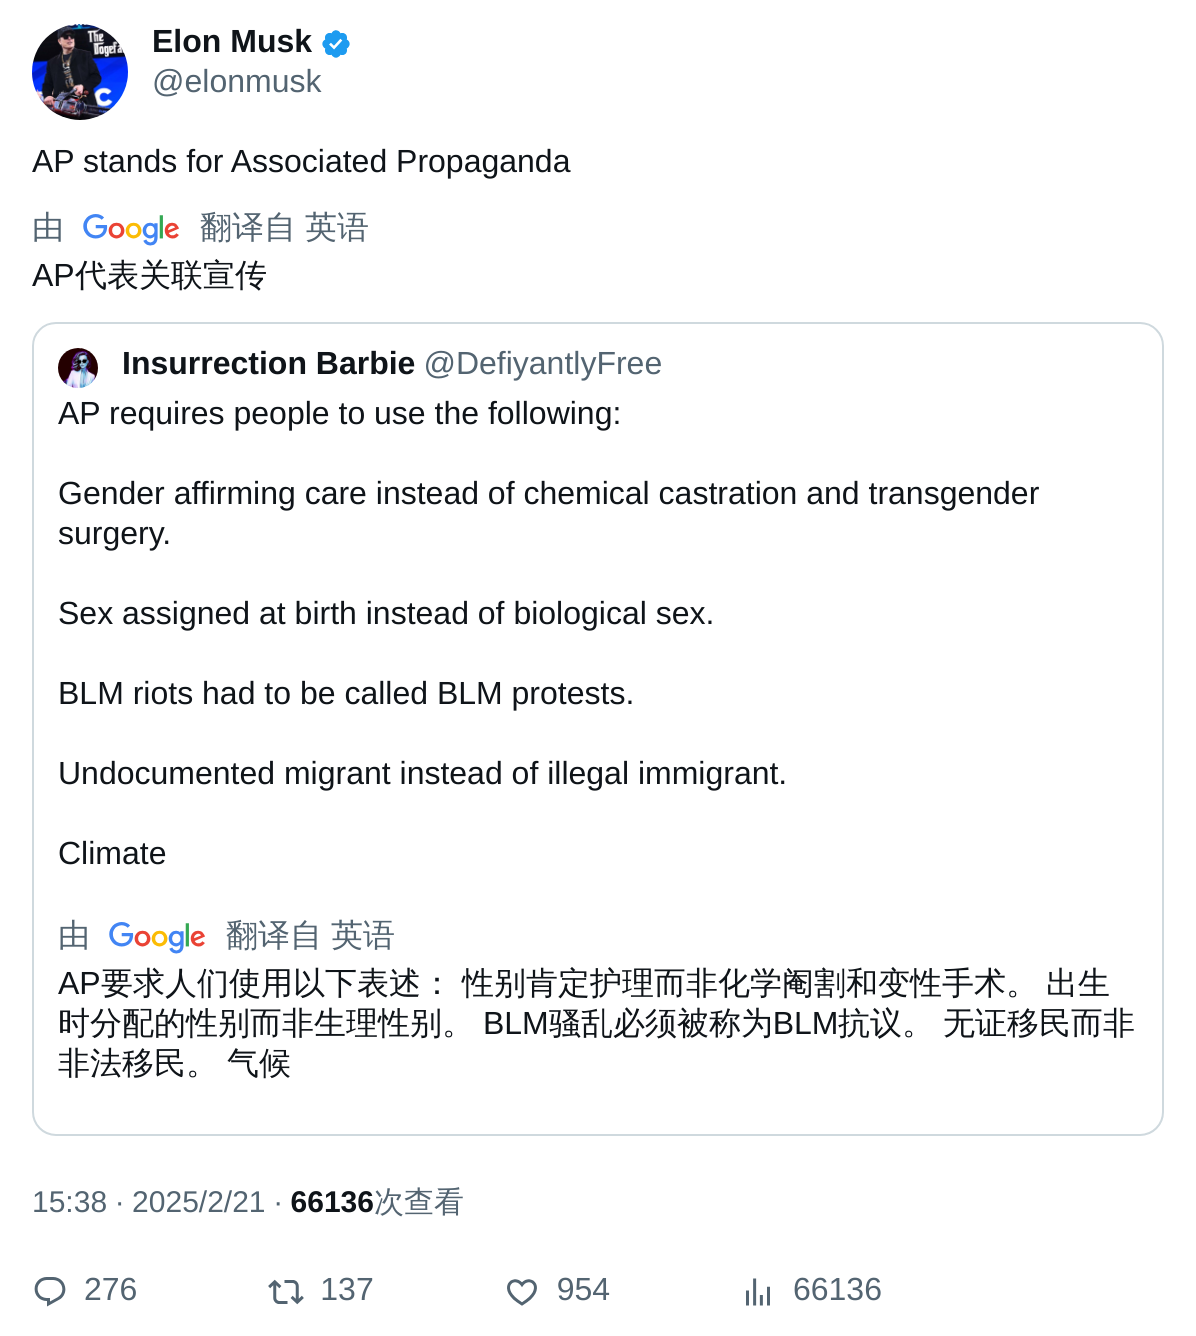 The
Dogefa
C
Elon Musk
@elonmusk
AP stands for Associated Propaganda
由 Google 翻译自 英语
AP代表关联宣传
Insurrection Barbie @DefiyantlyFree
AP requires people to use the following:
Gender affirming care instead of chemical castration and transgender
surgery.
Sex assigned at birth instead of biological sex.
BLM riots had to be called BLM protests.
Undocumented migrant instead of illegal immigrant.
Climate
由 Google 翻译自 英语
AP要求人们使用以下表述： 性别肯定护理而非化学阉割和变性手术。 出生
时分配的性别而非生理性别。 BLM骚乱必须被称为BLM抗议。 无证移民而非
非法移民。 气候
15:38 · 2025/2/21 · 66136次查看
276 137 954 66136